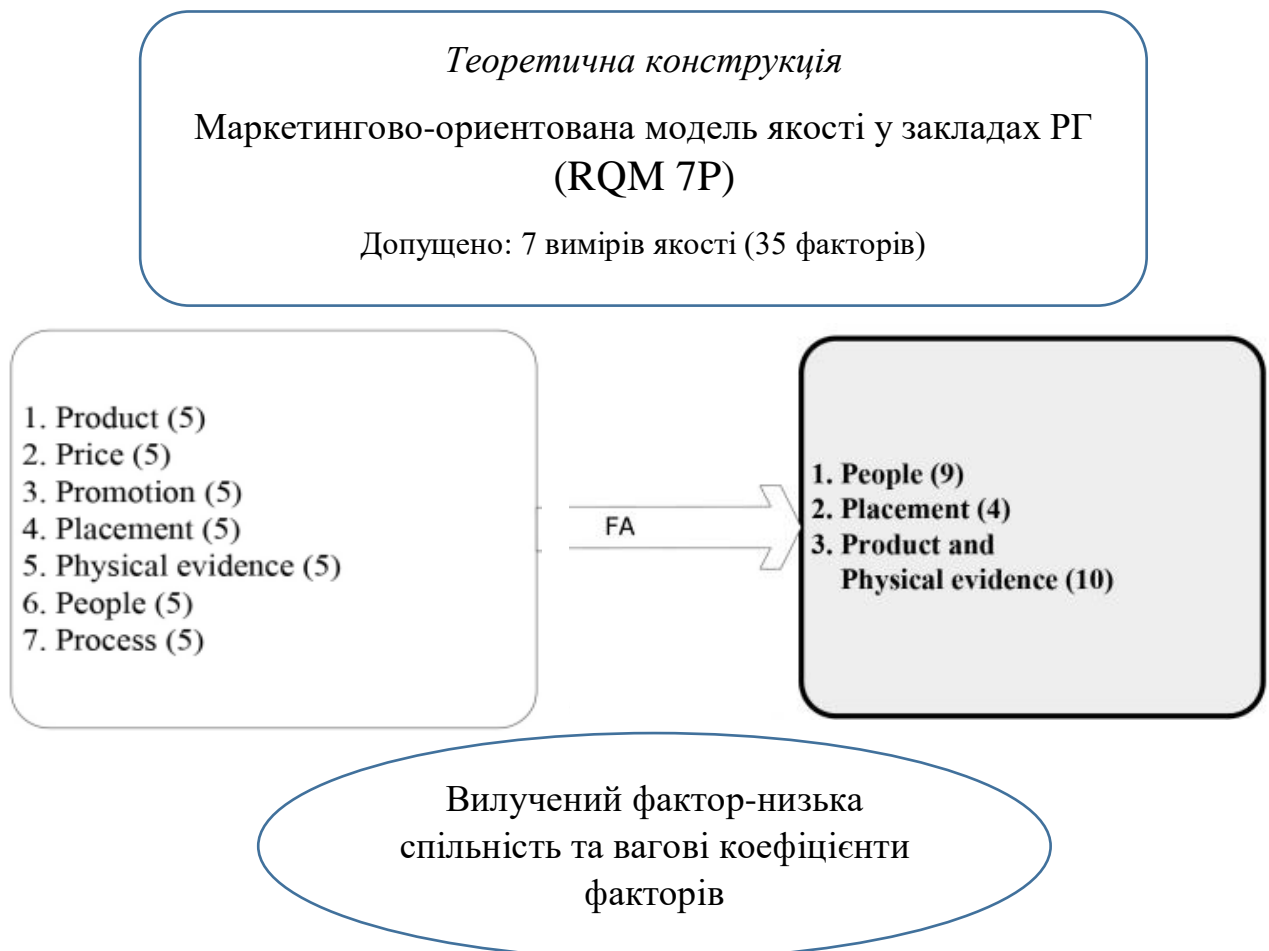 Теоретична конструкція
Маркетингово-ориентована модель якості у закладах РГ
(RQM 7P)
Допущено: 7 вимірів якості (35 факторів)
1. Product (5)
2. Price (5)
3. Promotion (5)
4. Placement (5)
5. Physical evidence (5)
6. People (5)
7. Process (5)
FA
1. People (9)
2. Placement (4)
3. Product and
Physical evidence (10)
Вилучений фактор-низька
спільність та вагові коефіцієнти
факторів